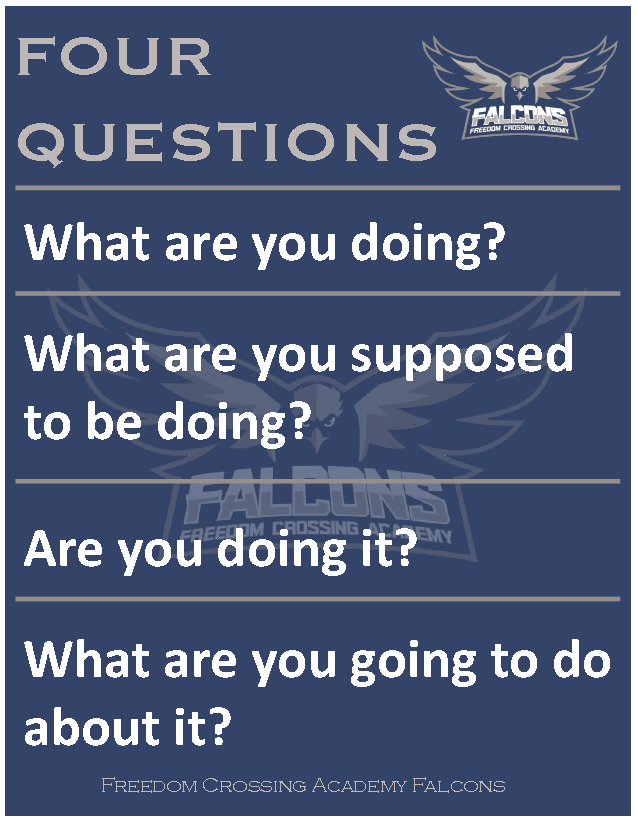 FOUR
QUESTIONS
FALCONS
FREEDOM CROSSING ACADEMY
What are you doing?
What are you supposed
to be doing?
FALCONS
FREEDOM CROSSING ACADEMY
Are you doing it?
What are you going to do
about it?
FREEDOM CROSSING ACADEMY FALCONS